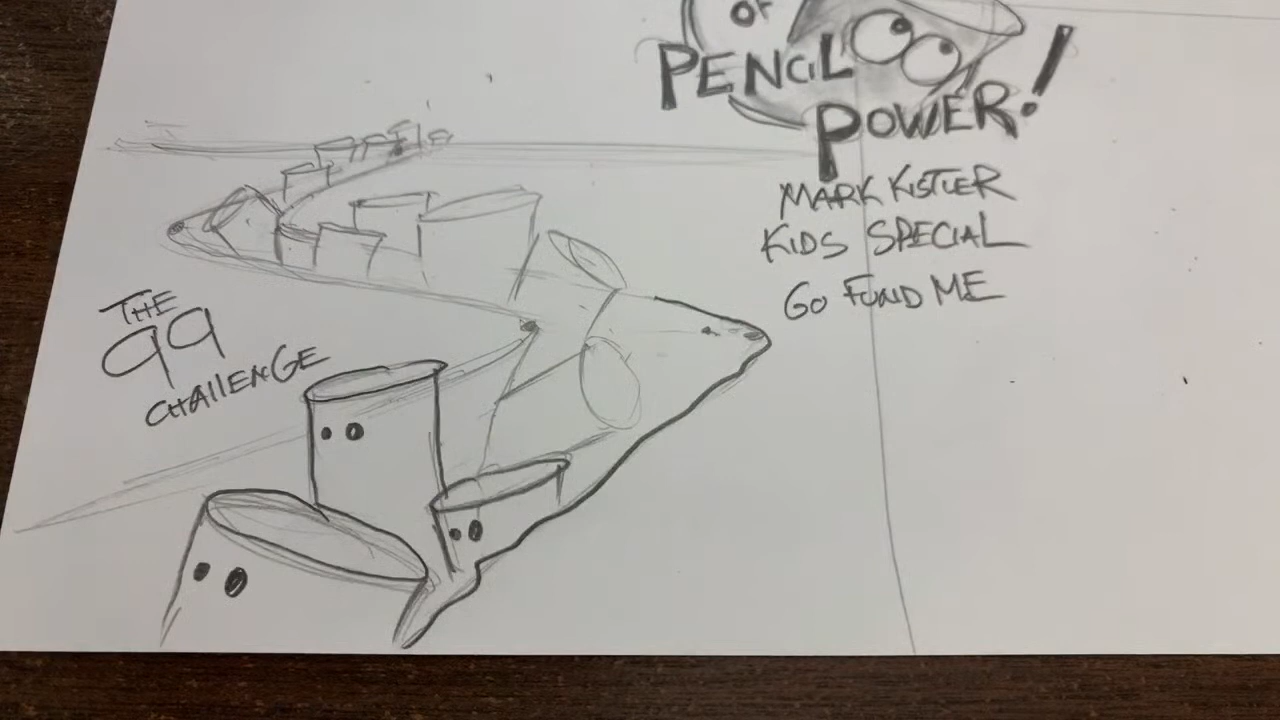 OF
PENCIL
POWER!
MARK KISTLER
KIDS SPECIAL
GO FUND ME
THE
99
CHALLENGE